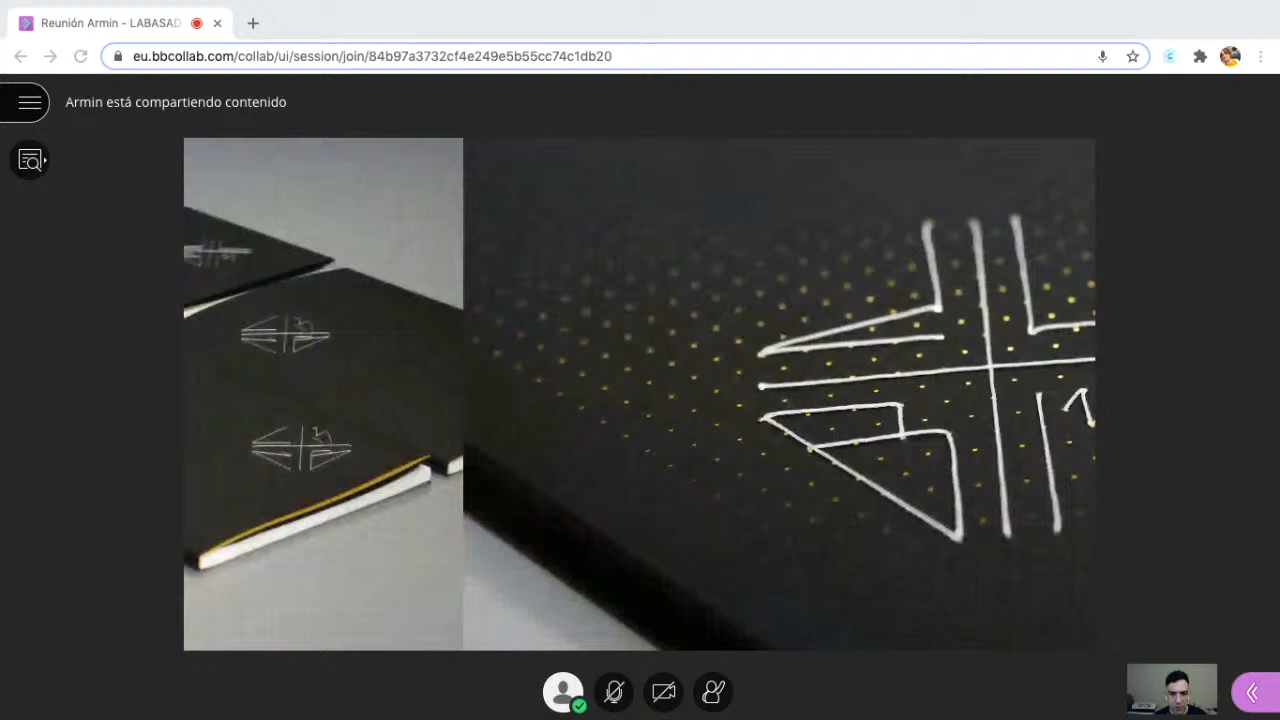 Reunión Armin - LABASAD
eu.bbcollab.com/collab/ui/session/join/84b97a3732cf4e249e5b55cc74c1db20
Armin está compartiendo contenido